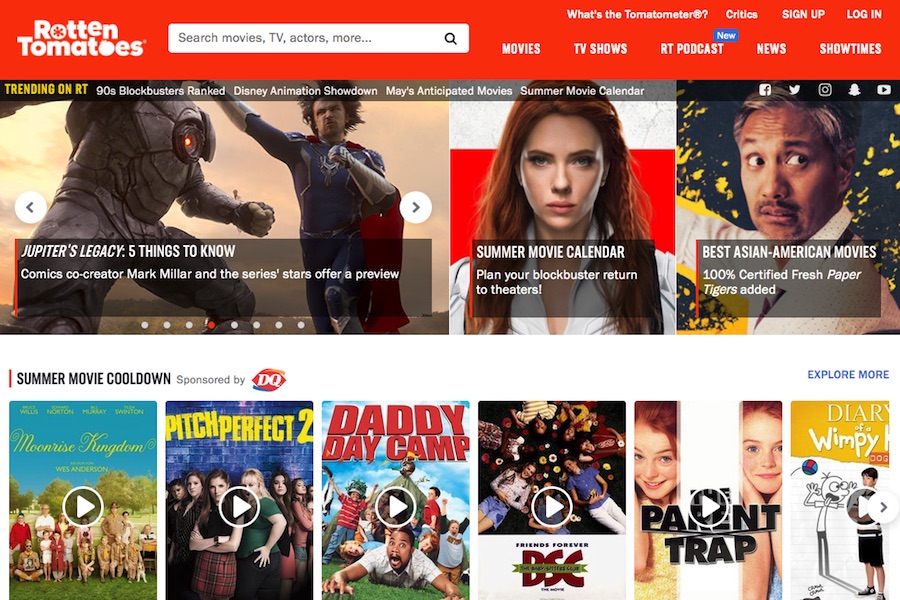 What's the Tomatometer®?
Critics
SIGN UP
LOG IN
Rotten
Tomatoes
Search movies, TV, actors, more...
New
MOVIES
TV SHOWS
RT PODCAST
NEWS
SHOWTIMES
TRENDING ON RT
90s Blockbusters Ranked
Disney Animation Showdown
May's Anticipated Movies
Summer Movie Calendar
JUPITER'S LEGACY: 5 THINGS TO KNOW
Comics co-creator Mark Millar and the series' stars offer a preview
SUMMER MOVIE CALENDAR
Plan your blockbuster return
to theaters!
BEST ASIAN-AMERICAN MOVIES
100% Certified Fresh Paper
Tigers added
SUMMER MOVIE COOLDOWN
Sponsored by
DQ
EXPLORE MORE
BRUCE WILLIS
EDWARD NORTON
BILL MURRAY
TILDA SWINTON
Moonrise Kingdom
WES ANDERSON
PITCH PERFECT 2
DADDY
DAY CAMP
FRIENDS FOREVER
BSC
THE BABY-SITTERS CLUB
THE MOVIE
PARENT
TRAP
DIARY
of a
Wimpy K
DOG